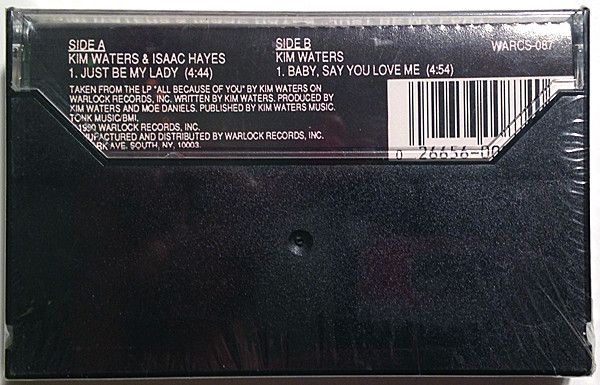 SIDE A
KIM WATERS & ISAAC HAYES
1. JUST BE MY LADY (4:44)
SIDE B
KIM WATERS
1. BABY, SAY YOU LOVE ME (4:54)
WARCS-087
TAKEN FROM THE LP "ALL BECAUSE OF YOU" BY KIM WATERS ON
WARLOCK RECORDS, INC. WRITTEN BY KIM WATERS. PRODUCED BY
KIM WATERS AND MOE DANIELS. PUBLISHED BY KIM WATERS MUSIC.
TONK MUSIC/BMI.
1990 WARLOCK RECORDS, INC.
AND DISTRIBUTED BY WARLOCK RECORDS, INC.
AVE. SOUTH, NY, 10003.
0 26656-00